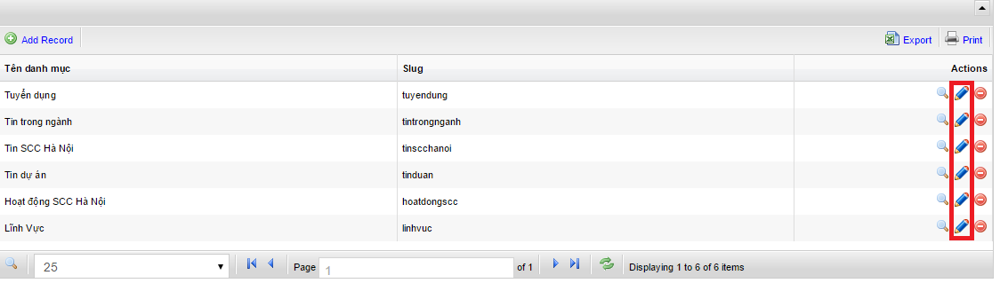 Add Record Export Print
Tên danh mục Slug Actions
Tuyển dụng tuyendung
Tin trong ngành tintrongnganh
Tin SCC Hà Nội tinscchanoi
Tin dự án tinduan
Hoạt động SCC Hà Nội hoatdongscc
Lĩnh Vực linhvuc
25 Page 1 of 1 Displaying 1 to 6 of 6 items